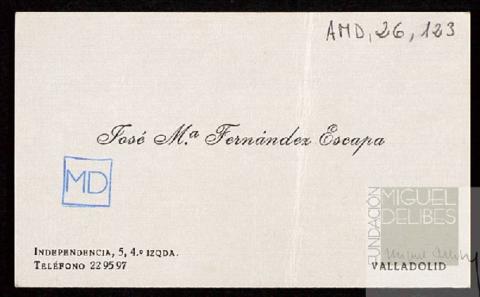 AMD, 26, 123
José M.ª Fernández Escapa
MD
FUNDACIÓN
MIGUEL
DELIBES
INDEPENDENCIA, 5, 4.º IZQDA.
TELÉFONO 22 95 97
VALLADOLID